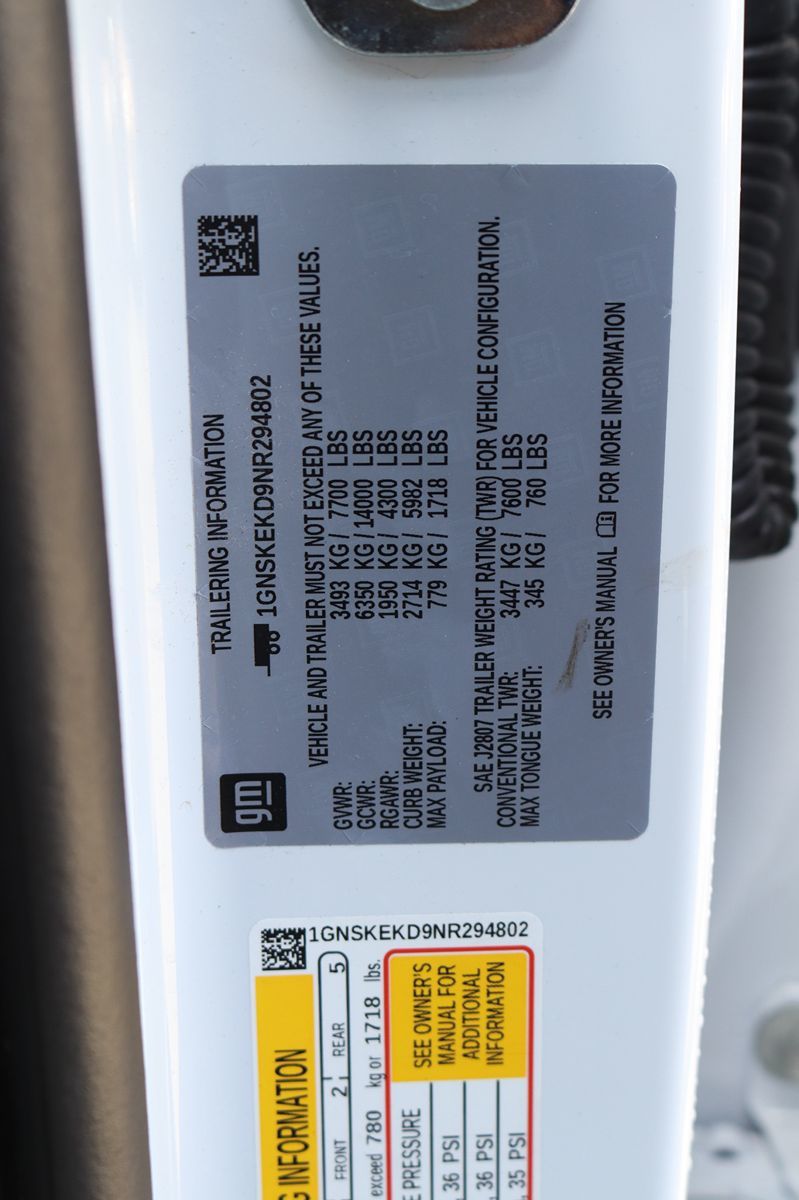 gm
TRAILERING INFORMATION
1GNSKEKD9NR294802
VEHICLE AND TRAILER MUST NOT EXCEED ANY OF THESE VALUES.
GVWR: 3493 KG / 7700 LBS
GCWR: 6350 KG / 14000 LBS
RGAWR: 1950 KG / 4300 LBS
CURB WEIGHT: 2714 KG / 5982 LBS
MAX PAYLOAD: 779 KG / 1718 LBS
SAE J2807 TRAILER WEIGHT RATING (TWR) FOR VEHICLE CONFIGURATION.
CONVENTIONAL TWR: 3447 KG / 7600 LBS
MAX TONGUE WEIGHT: 345 KG / 760 LBS
SEE OWNER'S MANUAL FOR MORE INFORMATION
1GNSKEKD9NR294802
G INFORMATION
FRONT 2 REAR 5
exceed 780 kg or 1718 lbs.
E PRESSURE
, 36 PSI
, 36 PSI
, 35 PSI
SEE OWNER'S
MANUAL FOR
ADDITIONAL
INFORMATION